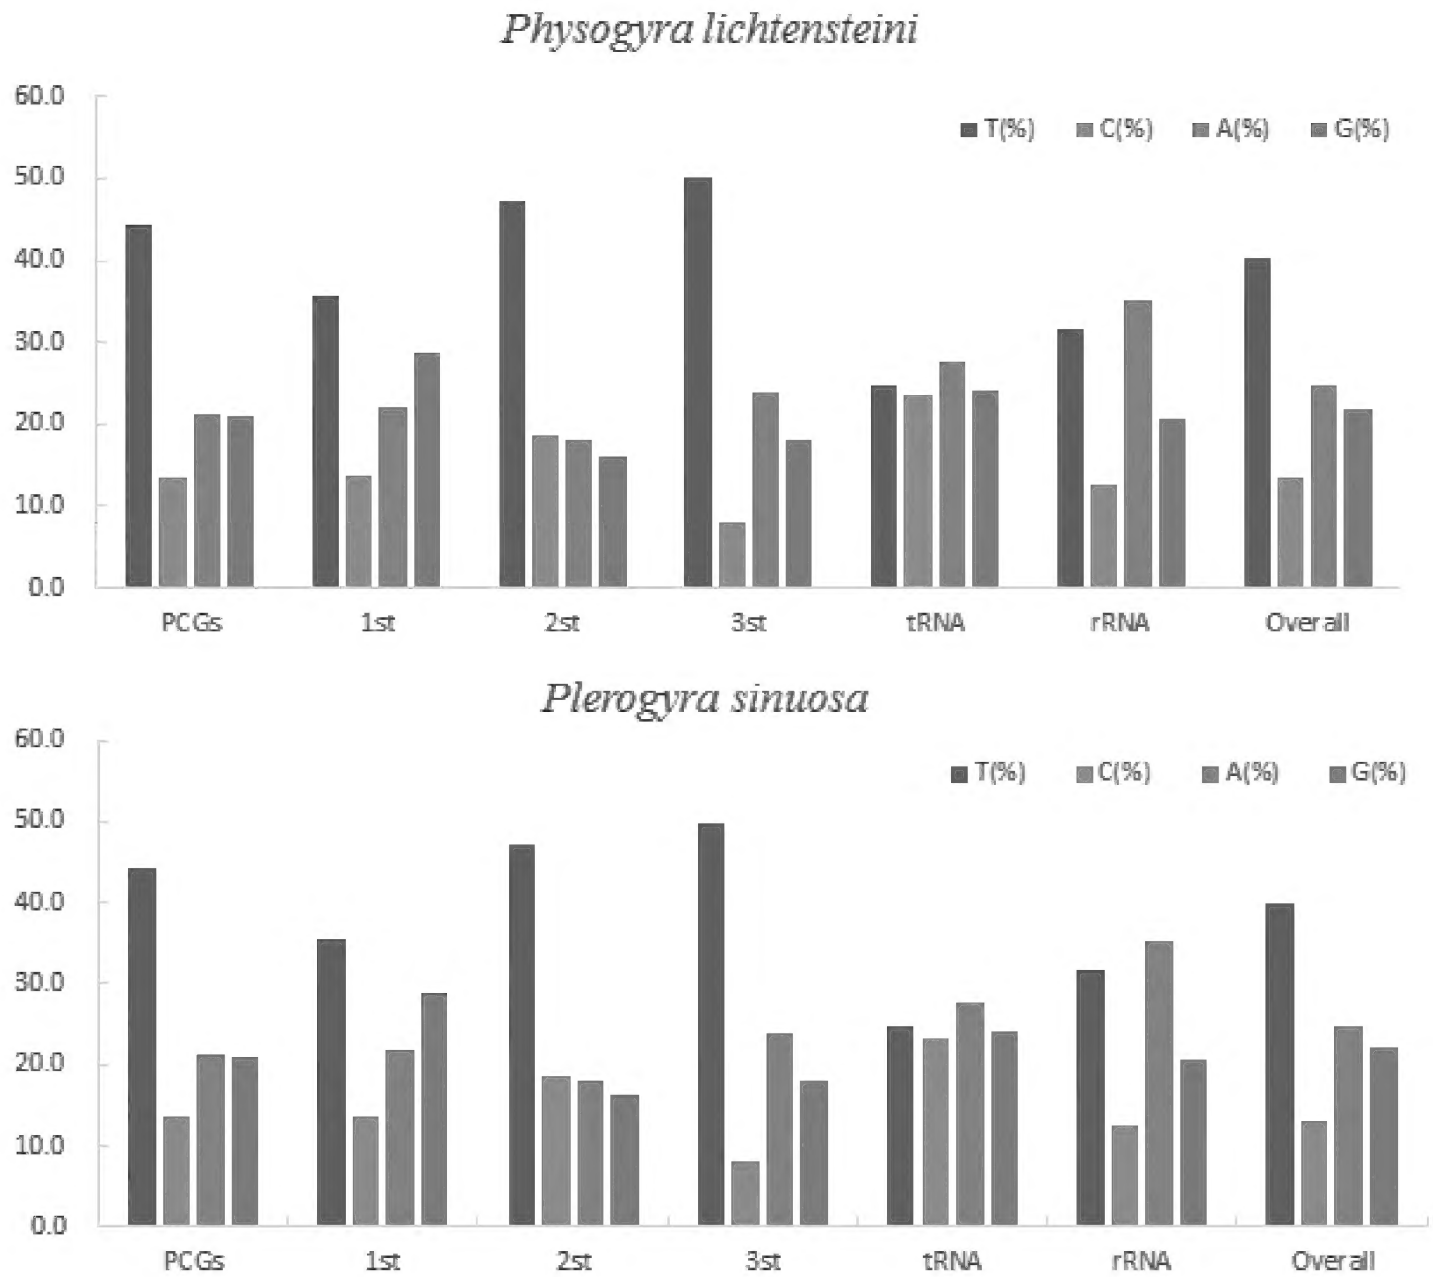 Physogyra lichtensteini
60.0
T(%) C(%) A(%) G(%)
50.0
40.0
30.0
20.0
10.0
0.0
PCGs 1st 2st 3st tRNA rRNA Overall
Plerogyra sinuosa
60.0
T(%) C(%) A(%) G(%)
50.0
40.0
30.0
20.0
10.0
0.0
PCGs 1st 2st 3st tRNA rRNA Overall